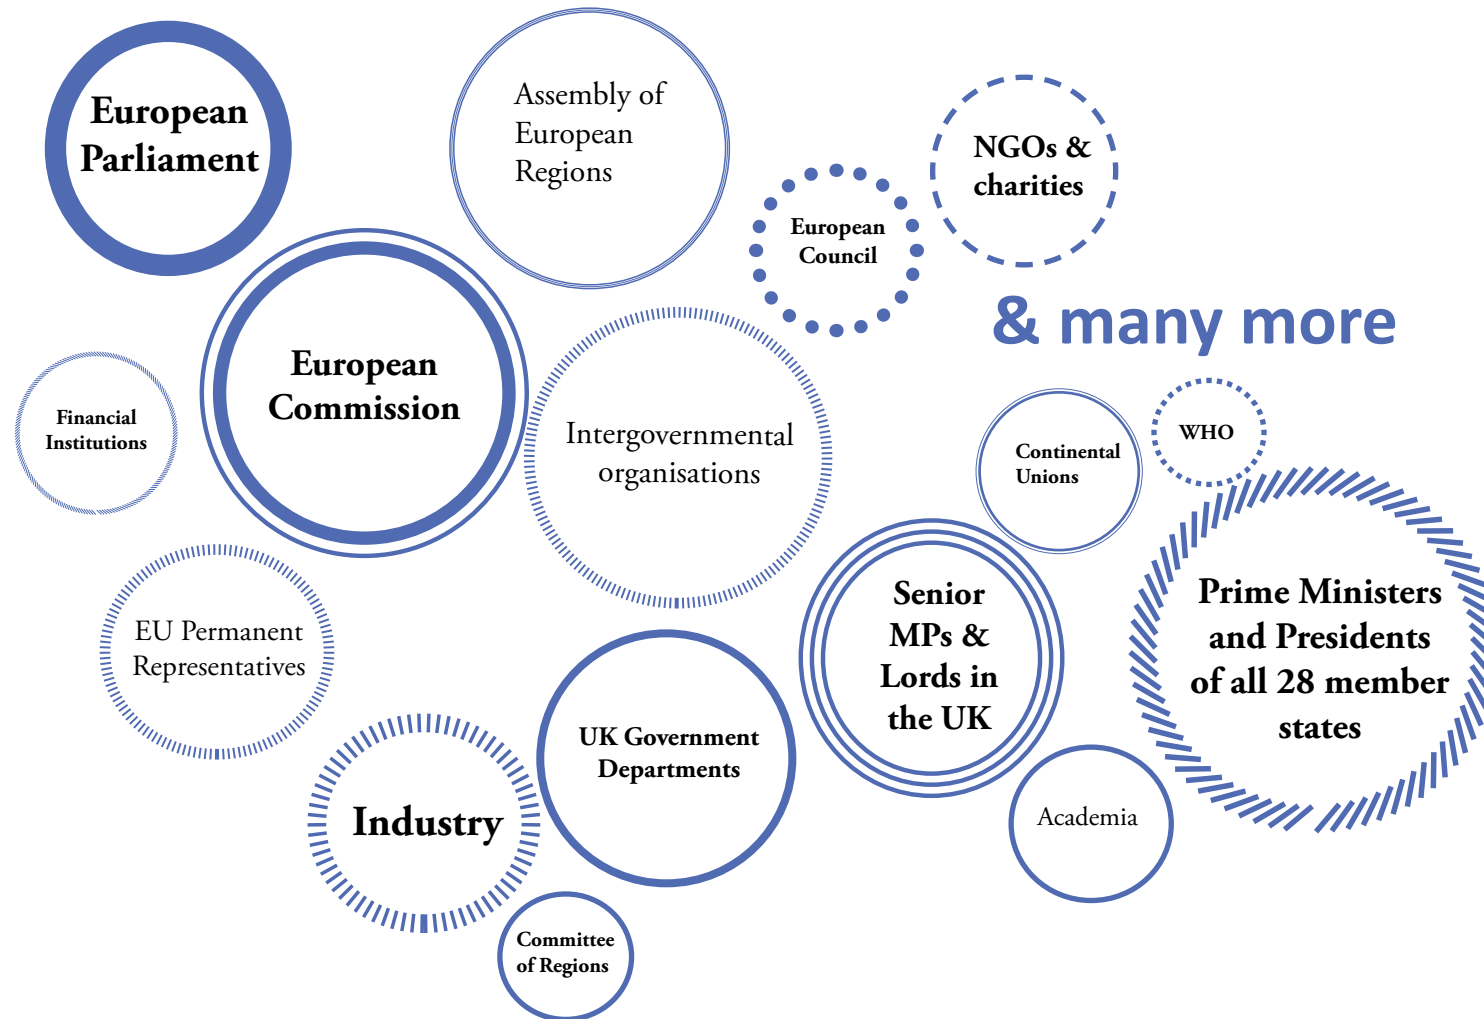 European
Parliament
Assembly of
European
Regions
NGOs &
charities
European
Council
& many more
European
Commission
Financial
Institutions
Intergovernmental
organisations
Continental
Unions
WHO
EU Permanent
Representatives
Senior
MPs &
Lords in
the UK
Prime Ministers
and Presidents
of all 28 member
states
UK Government
Departments
Industry
Academia
Committee
of Regions